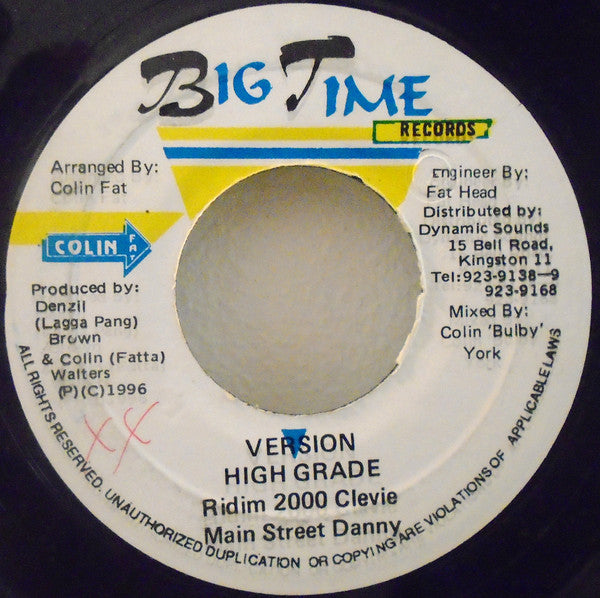 BIG TIME
RECORDS
Arranged By:
Colin Fat
COLIN FAT
Produced by:
Denzil
(Lagga Pang)
Brown
& Colin (Fatta)
Walters
(P)(C)1996
Engineer By:
Fat Head
Distributed by:
Dynamic Sounds
15 Bell Road,
Kingston 11
Tel:923-9138—9
923-9168
Mixed By:
Colin 'Bulby'
York
XX
VERSION
HIGH GRADE
Ridim 2000 Clevie
Main Street Danny
ALL RIGHTS RESERVED. UNAUTHORIZED DUPLICATION OR COPYING ARE VIOLATIONS OF APPLICABLE LAWS